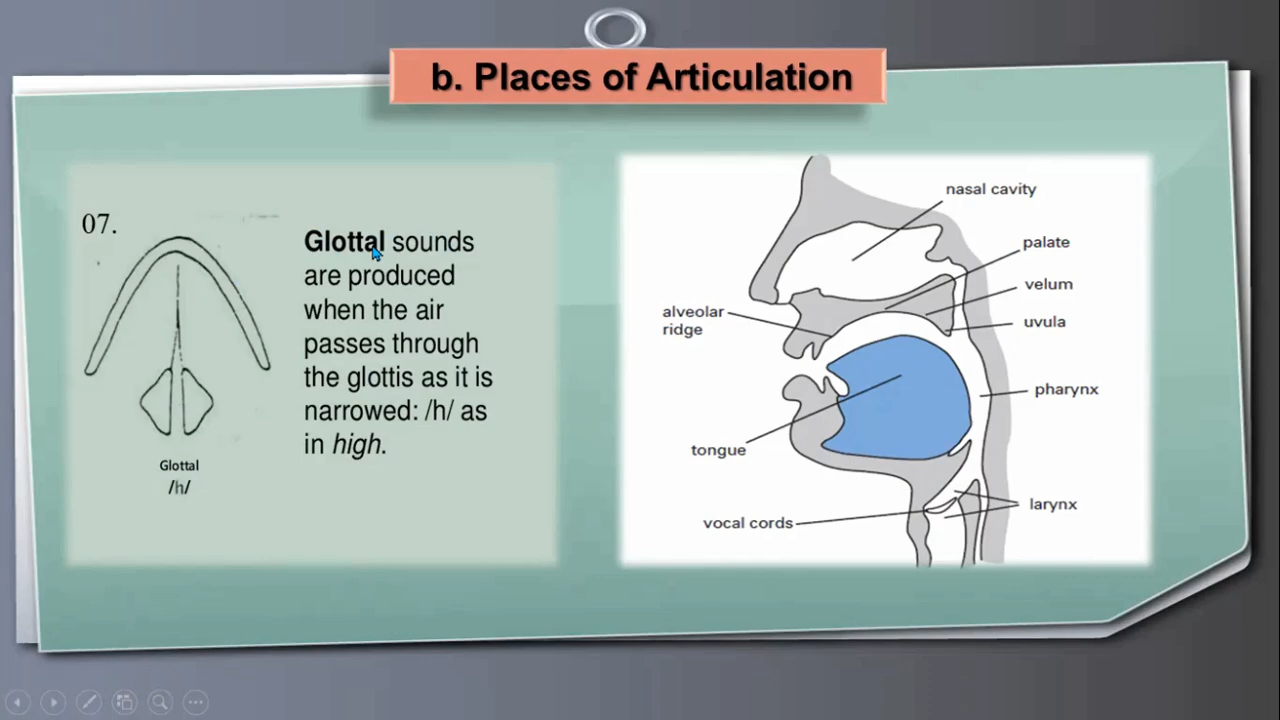 b. Places of Articulation
07.
Glottal sounds
are produced
when the air
passes through
the glottis as it is
narrowed: /h/ as
in high.
Glottal
/h/
nasal cavity
palate
velum
alveolar
ridge
uvula
pharynx
tongue
larynx
vocal cords